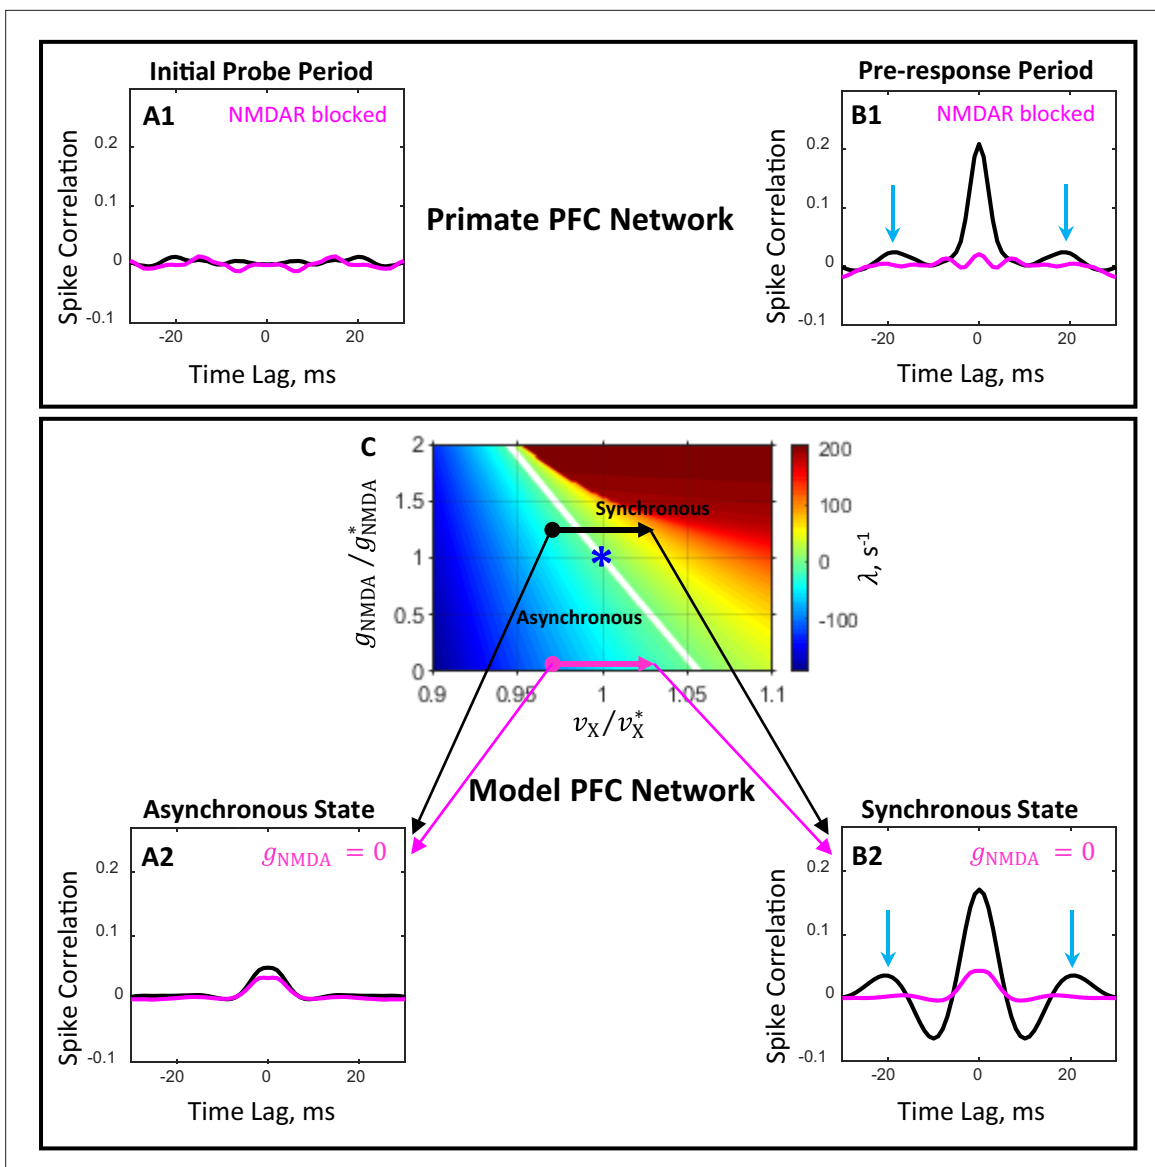 Initial Probe Period
A1
NMDAR blocked
0.2
0.1
0
-0.1
-20
0
20
Spike Correlation
Time Lag, ms
Primate PFC Network
Pre-response Period
B1
NMDAR blocked
0.2
0.1
0
-0.1
-20
0
20
Spike Correlation
Time Lag, ms
C
2
1.5
1
0.5
0
0.9
0.95
1
1.05
1.1
g_NMDA / g*_NMDA
ν_X/ν*_X
Synchronous
*
Asynchronous
200
100
0
-100
λ, s⁻¹
Model PFC Network
Asynchronous State
A2
g_NMDA = 0
0.2
0.1
0
-0.1
-20
0
20
Spike Correlation
Time Lag, ms
Synchronous State
B2
g_NMDA = 0
0.2
0.1
0
-0.1
-20
0
20
Spike Correlation
Time Lag, ms